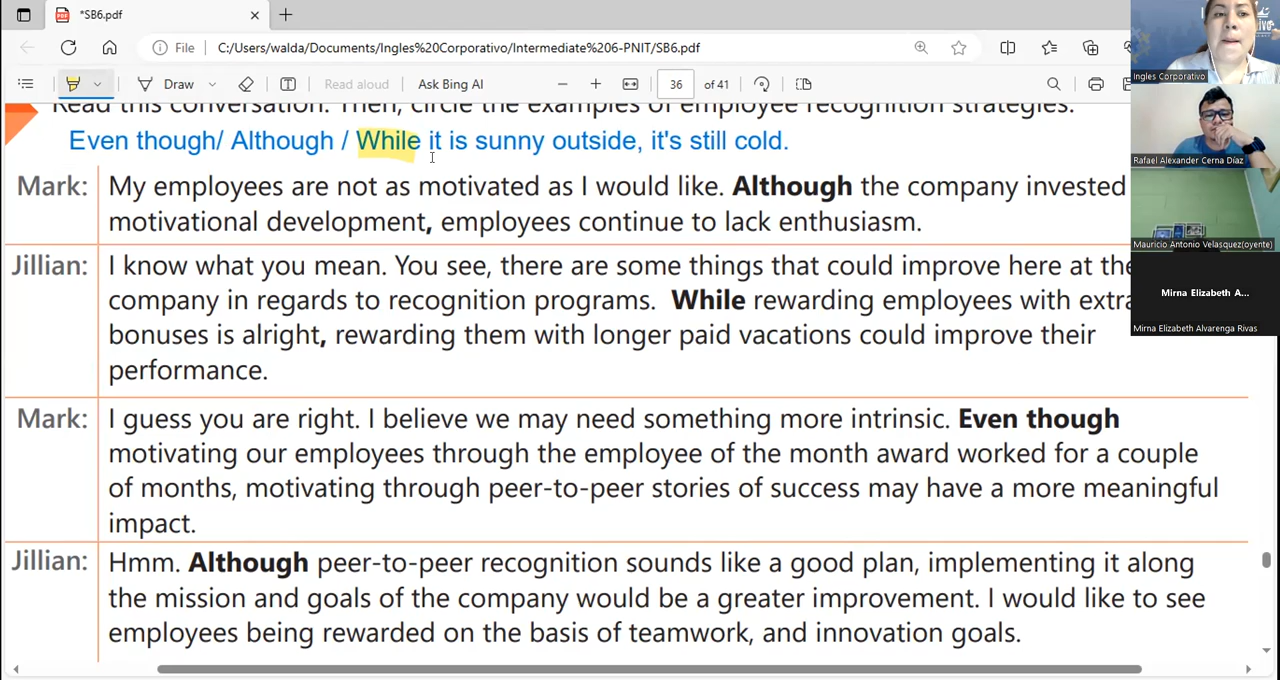 *SB6.pdf
File C:/Users/walda/Documents/Ingles%20Corporativo/Intermediate%206-PNIT/SB6.pdf
Draw Read aloud Ask Bing AI 36 of 41
Read this conversation. Then, circle the examples of employee recognition strategies.
Even though/ Although / While it is sunny outside, it's still cold.
Mark: My employees are not as motivated as I would like. Although the company invested
motivational development, employees continue to lack enthusiasm.
Jillian: I know what you mean. You see, there are some things that could improve here at the
company in regards to recognition programs. While rewarding employees with extra
bonuses is alright, rewarding them with longer paid vacations could improve their
performance.
Mark: I guess you are right. I believe we may need something more intrinsic. Even though
motivating our employees through the employee of the month award worked for a couple
of months, motivating through peer-to-peer stories of success may have a more meaningful
impact.
Jillian: Hmm. Although peer-to-peer recognition sounds like a good plan, implementing it along
the mission and goals of the company would be a greater improvement. I would like to see
employees being rewarded on the basis of teamwork, and innovation goals.
Ingles Corporativo
Rafael Alexander Cerna Díaz
Mauricio Antonio Velasquez(oyente)
Mirna Elizabeth A...
Mirna Elizabeth Alvarenga Rivas